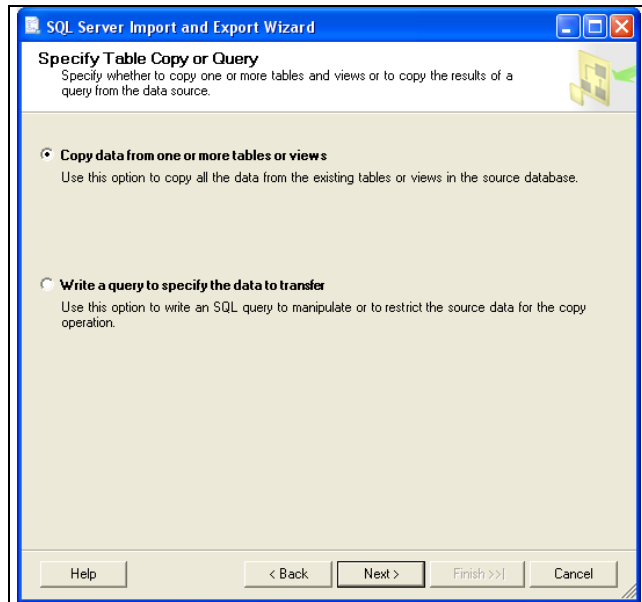 SQL Server Import and Export Wizard
Specify Table Copy or Query
Specify whether to copy one or more tables and views or to copy the results of a
query from the data source.
Copy data from one or more tables or views
Use this option to copy all the data from the existing tables or views in the source database.
Write a query to specify the data to transfer
Use this option to write an SQL query to manipulate or to restrict the source data for the copy
operation.
Help
< Back
Next >
Finish >>|
Cancel